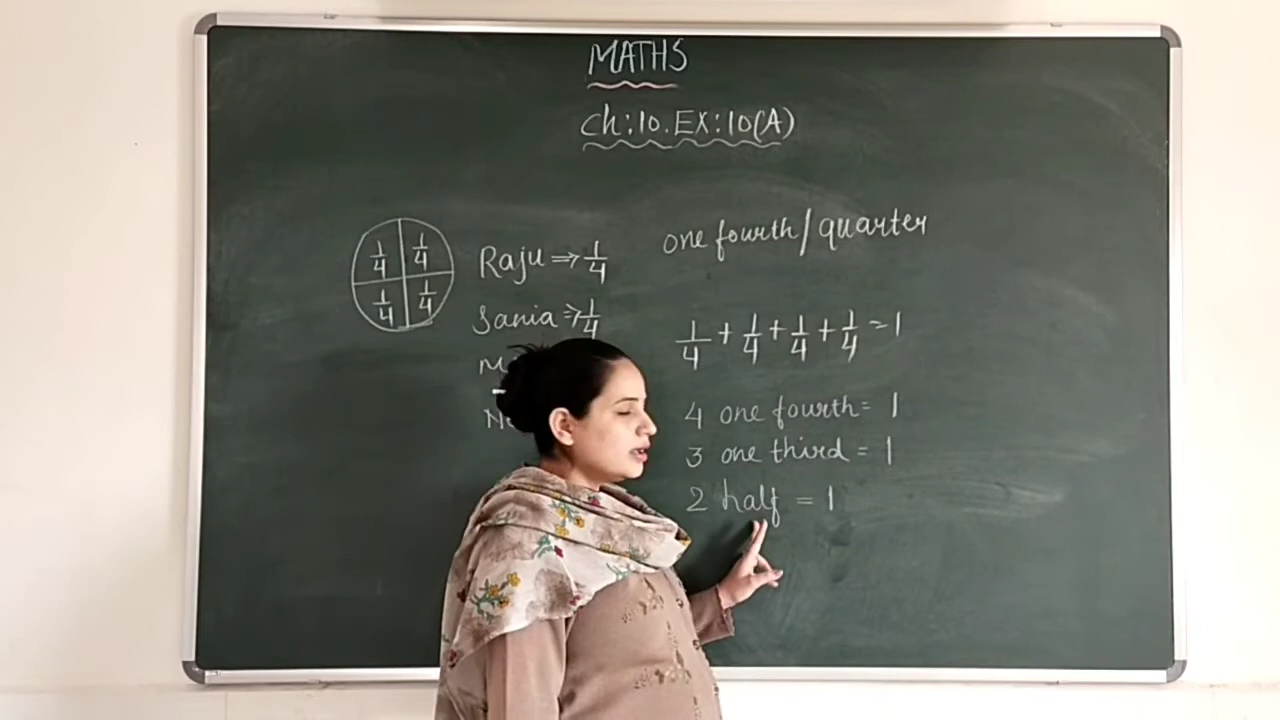 MATHS
Ch:10. EX:10(A)
1/4 1/4
1/4 1/4
Raju ⇒ 1/4
Sania ⇒ 1/4
one fourth / quarter
1/4 + 1/4 + 1/4 + 1/4 = 1
4 one fourth = 1
3 one third = 1
2 half = 1